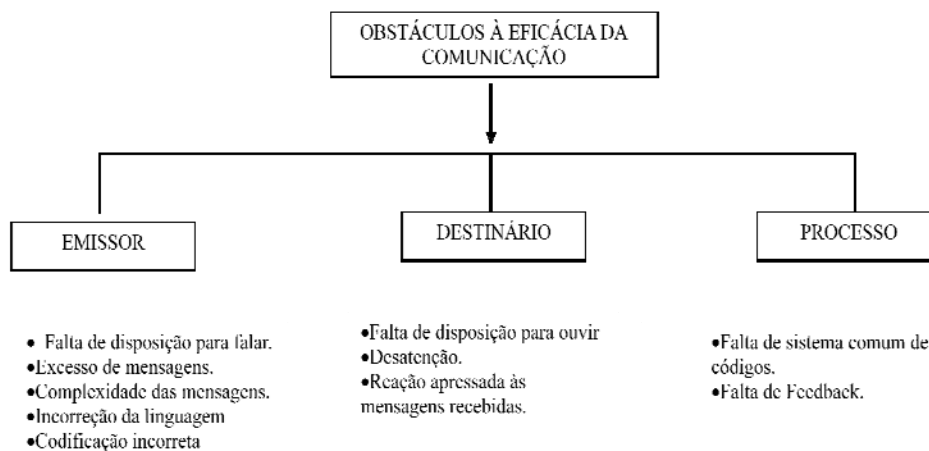 OBSTÁCULOS À EFICÁCIA DA
COMUNICAÇÃO
EMISSOR
DESTINÁRIO
PROCESSO
• Falta de disposição para falar.
•Excesso de mensagens.
•Complexidade das mensagens.
•Incorreção da linguagem
•Codificação incorreta
•Falta de disposição para ouvir
•Desatenção.
•Reação apressada às
mensagens recebidas.
•Falta de sistema comum de
códigos.
•Falta de Feedback.